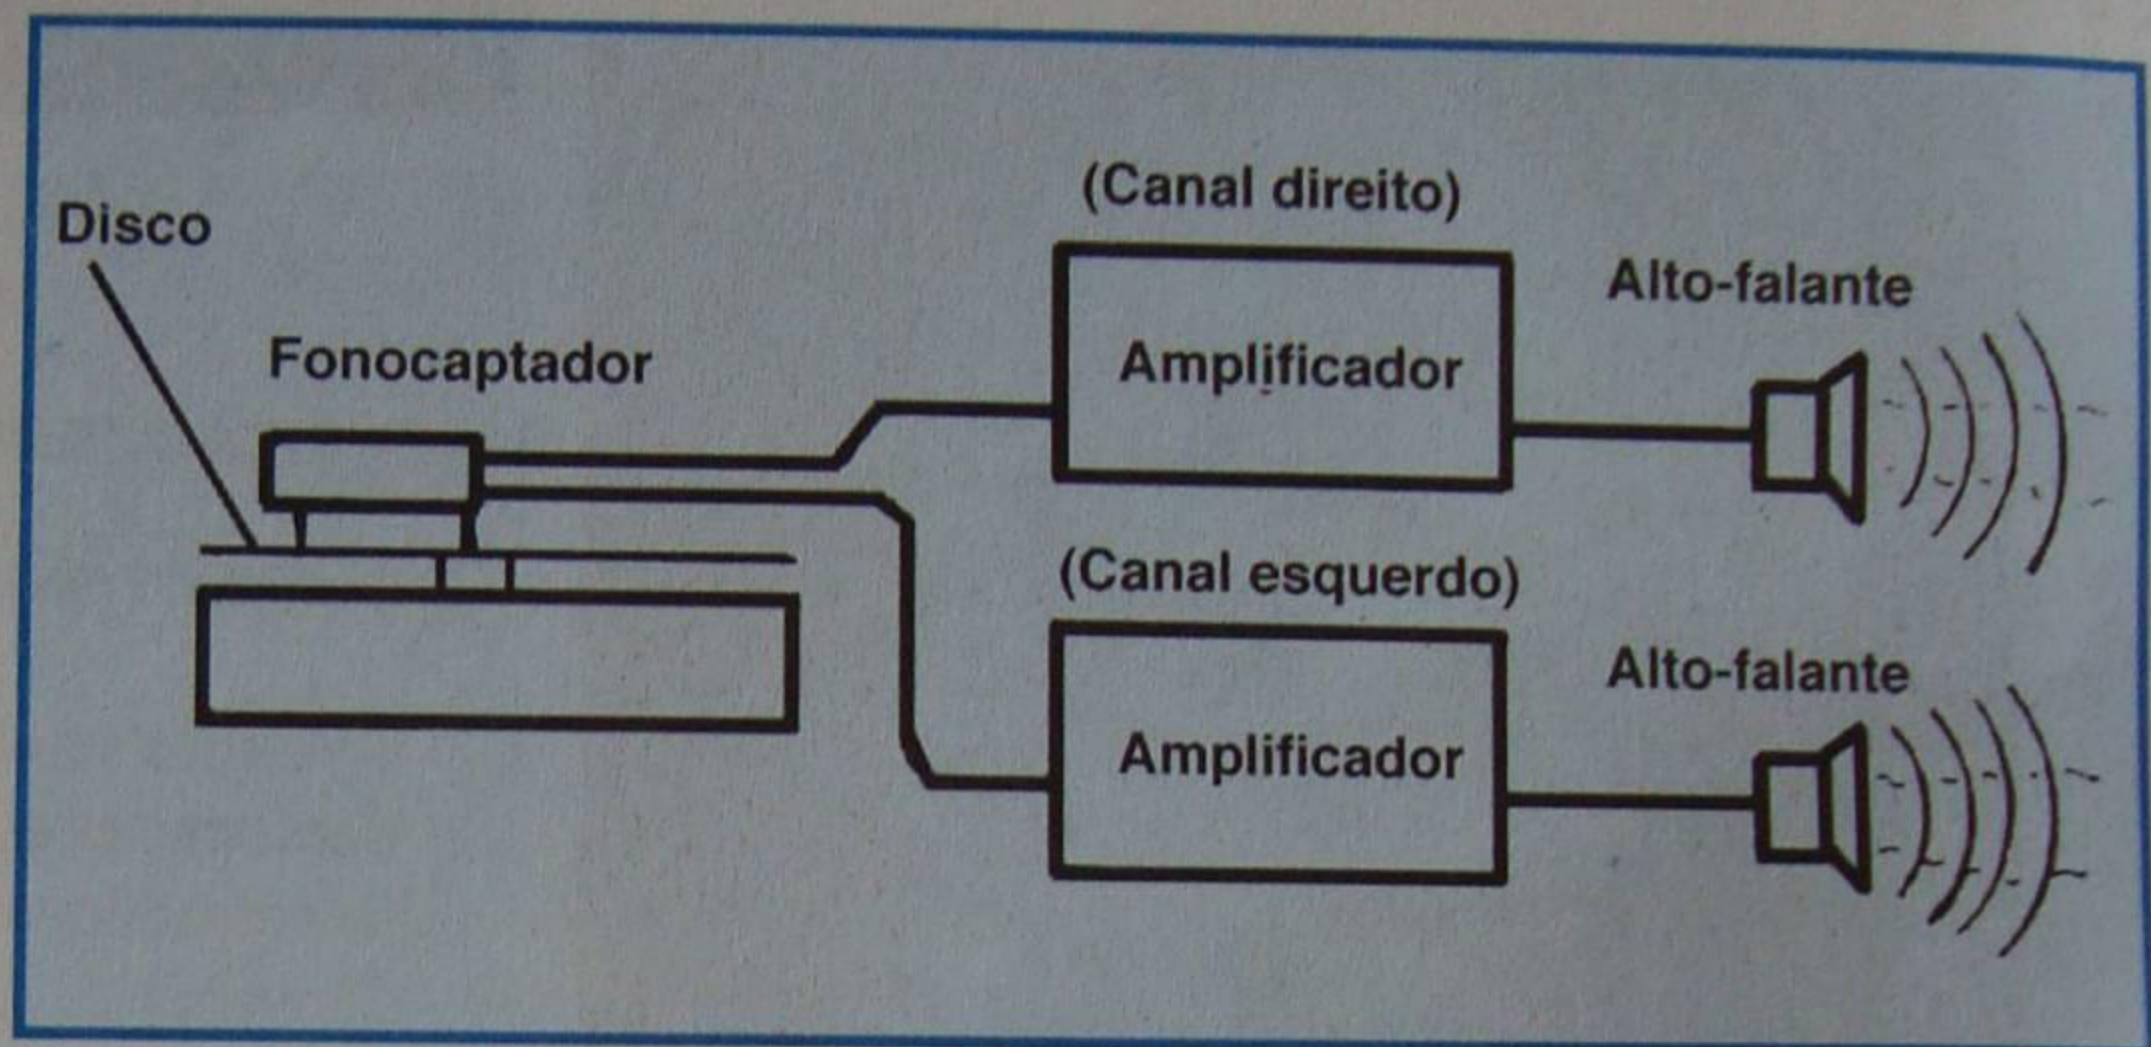 Disco
Fonocaptador
(Canal direito)
Amplificador
Alto-falante
(Canal esquerdo)
Amplificador
Alto-falante